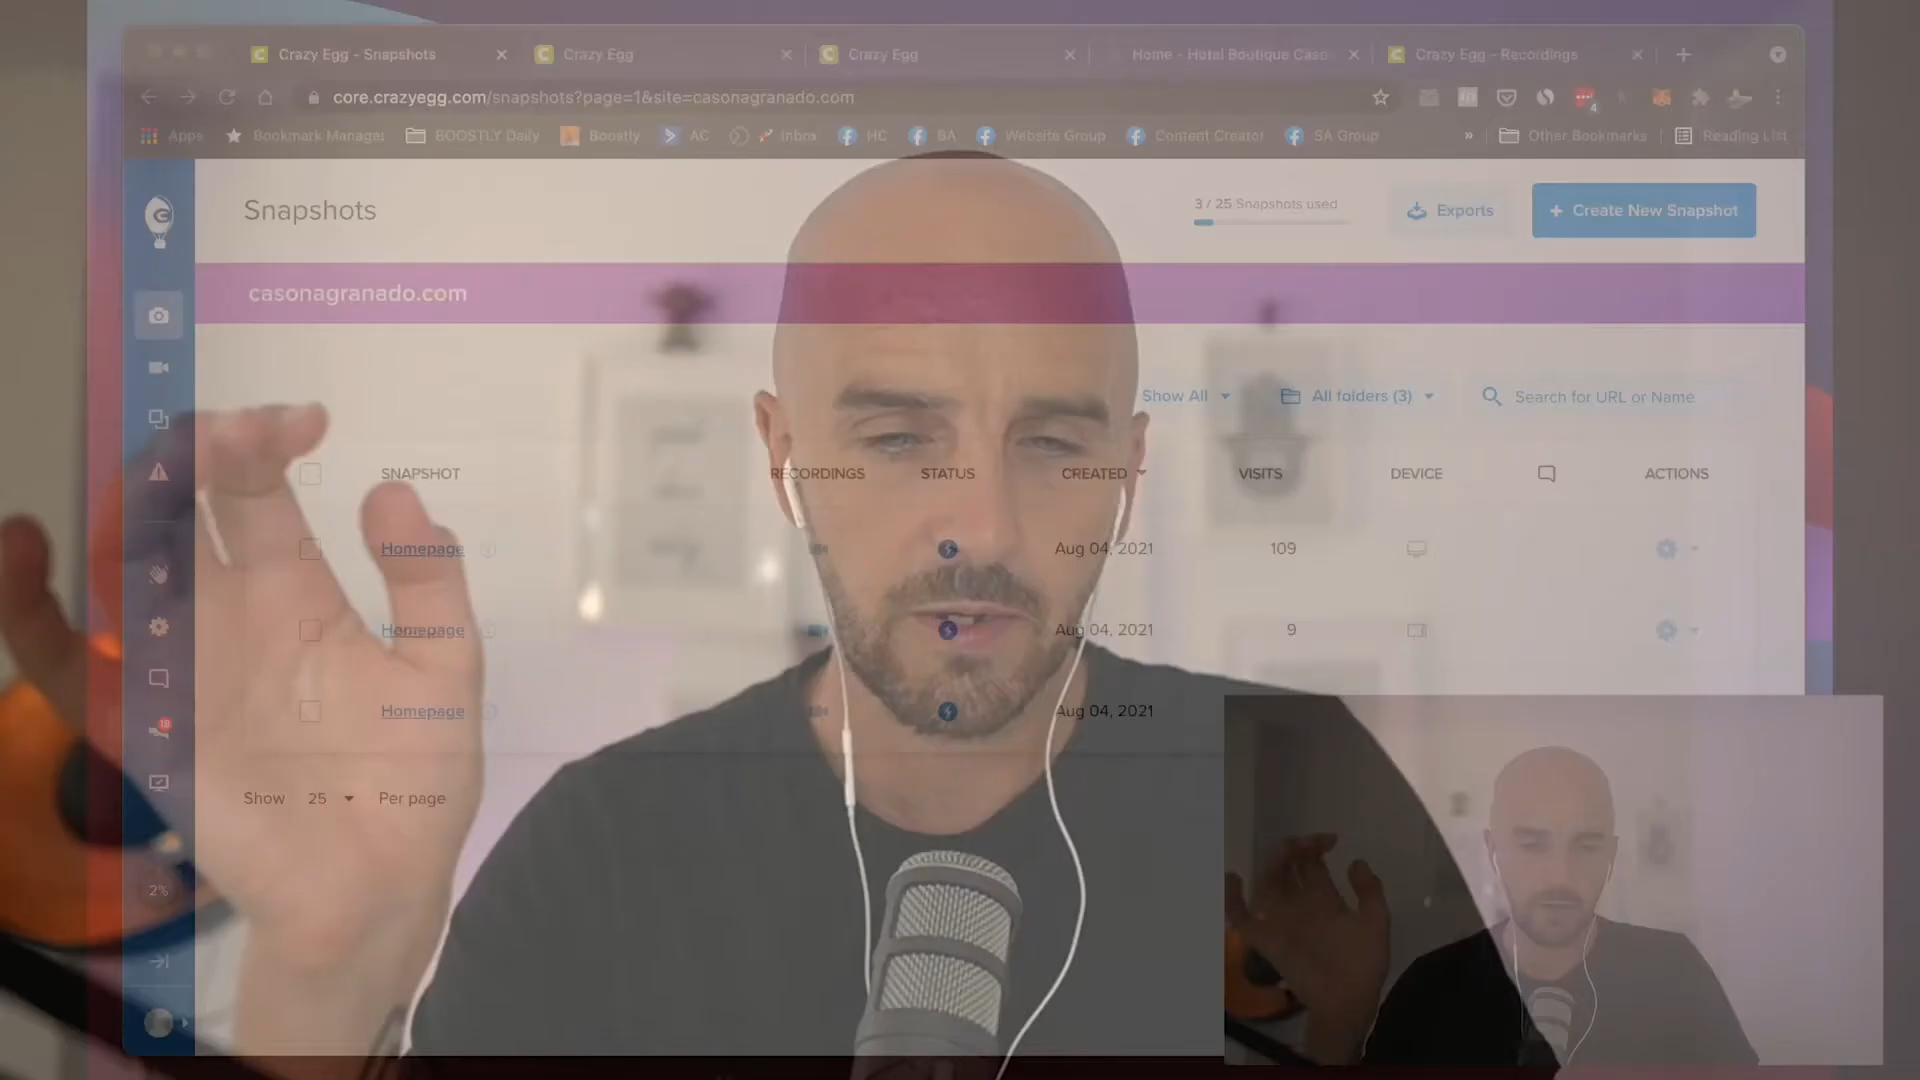 Crazy Egg - Snapshots
Crazy Egg
Crazy Egg
Home - Hotel Boutique Caso
Crazy Egg - Recordings
core.crazyegg.com/snapshots?page=1&site=casonagranado.com
4
Apps
Bookmark Manager
BOOSTLY Daily
Boostly
AC
Inbox
HC
BA
Website Group
Content Creator
SA Group
»
Other Bookmarks
Reading List
Snapshots
3 / 25 Snapshots used
Exports
+ Create New Snapshot
casonagranado.com
Show All
All folders (3)
Search for URL or Name
SNAPSHOT
RECORDINGS
STATUS
CREATED
VISITS
DEVICE
ACTIONS
Homepage
Aug 04, 2021
109
Homepage
Aug 04, 2021
9
Homepage
Aug 04, 2021
Show 25 Per page
18
2%